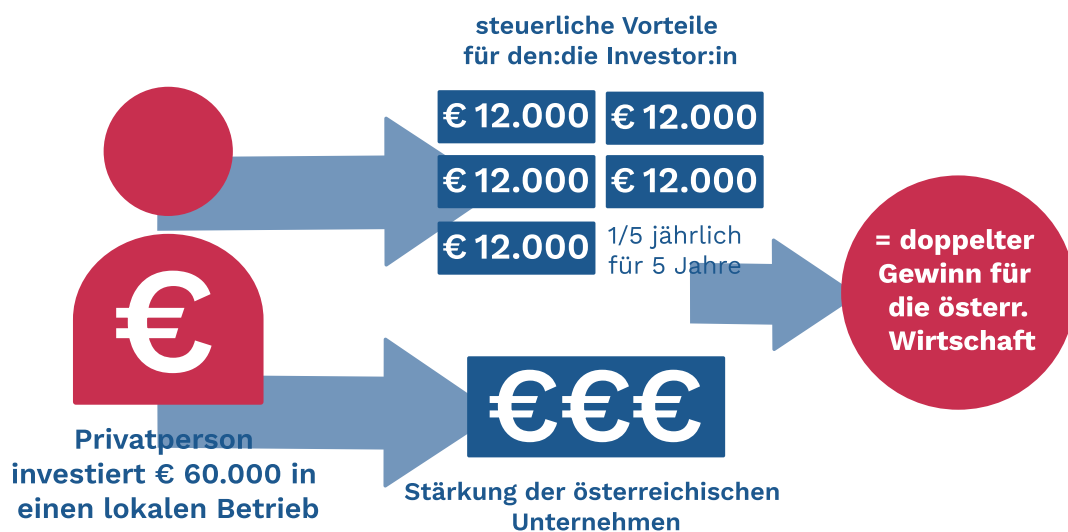 steuerliche Vorteile
für den:die Investor:in
€ 12.000 € 12.000
€ 12.000 € 12.000
€ 12.000
1/5 jährlich
für 5 Jahre
= doppelter
Gewinn für
die österr.
Wirtschaft
€
Privatperson
investiert € 60.000 in
einen lokalen Betrieb
€€€
Stärkung der österreichischen
Unternehmen